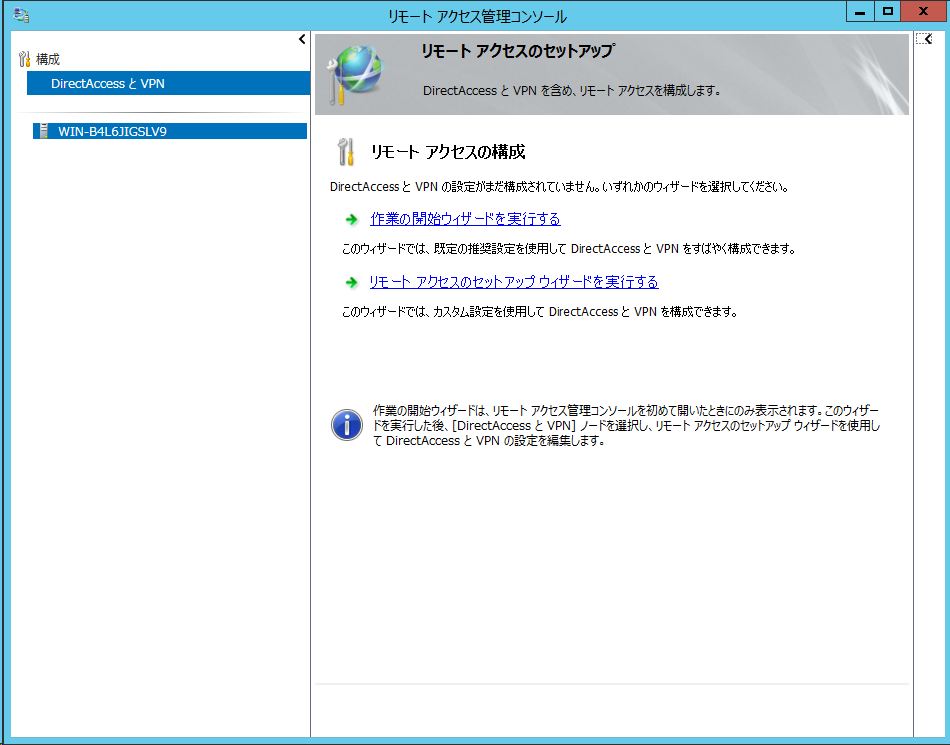 リモート アクセス管理コンソール
構成
DirectAccess と VPN
WIN-B4L6JIGSLV9
リモート アクセスのセットアップ
DirectAccess と VPN を含め、リモート アクセスを構成します。
リモート アクセスの構成
DirectAccess と VPN の設定がまだ構成されていません。いずれかのウィザードを選択してください。
作業の開始ウィザードを実行する
このウィザードでは、既定の推奨設定を使用して DirectAccess と VPN をすばやく構成できます。
リモート アクセスのセットアップ ウィザードを実行する
このウィザードでは、カスタム設定を使用して DirectAccess と VPN を構成できます。
作業の開始ウィザードは、リモート アクセス管理コンソールを初めて開いたときにのみ表示されます。このウィザー
ドを実行した後、[DirectAccess と VPN] ノードを選択し、リモート アクセスのセットアップ ウィザードを使用し
て DirectAccess と VPN の設定を編集します。